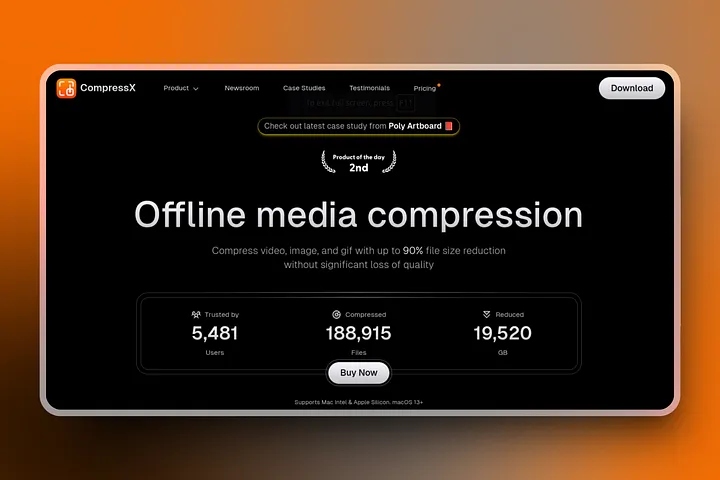 CompressX
Product
Newsroom
Case Studies
Testimonials
Pricing
Download
To exit full screen, press F11
Check out latest case study from Poly Artboard
Product of the day
2nd
Offline media compression
Compress video, image, and gif with up to 90% file size reduction
without significant loss of quality
Trusted by
5,481
Users
Compressed
188,915
Files
Reduced
19,520
GB
Buy Now
Supports Mac Intel & Apple Silicon. macOS 13+